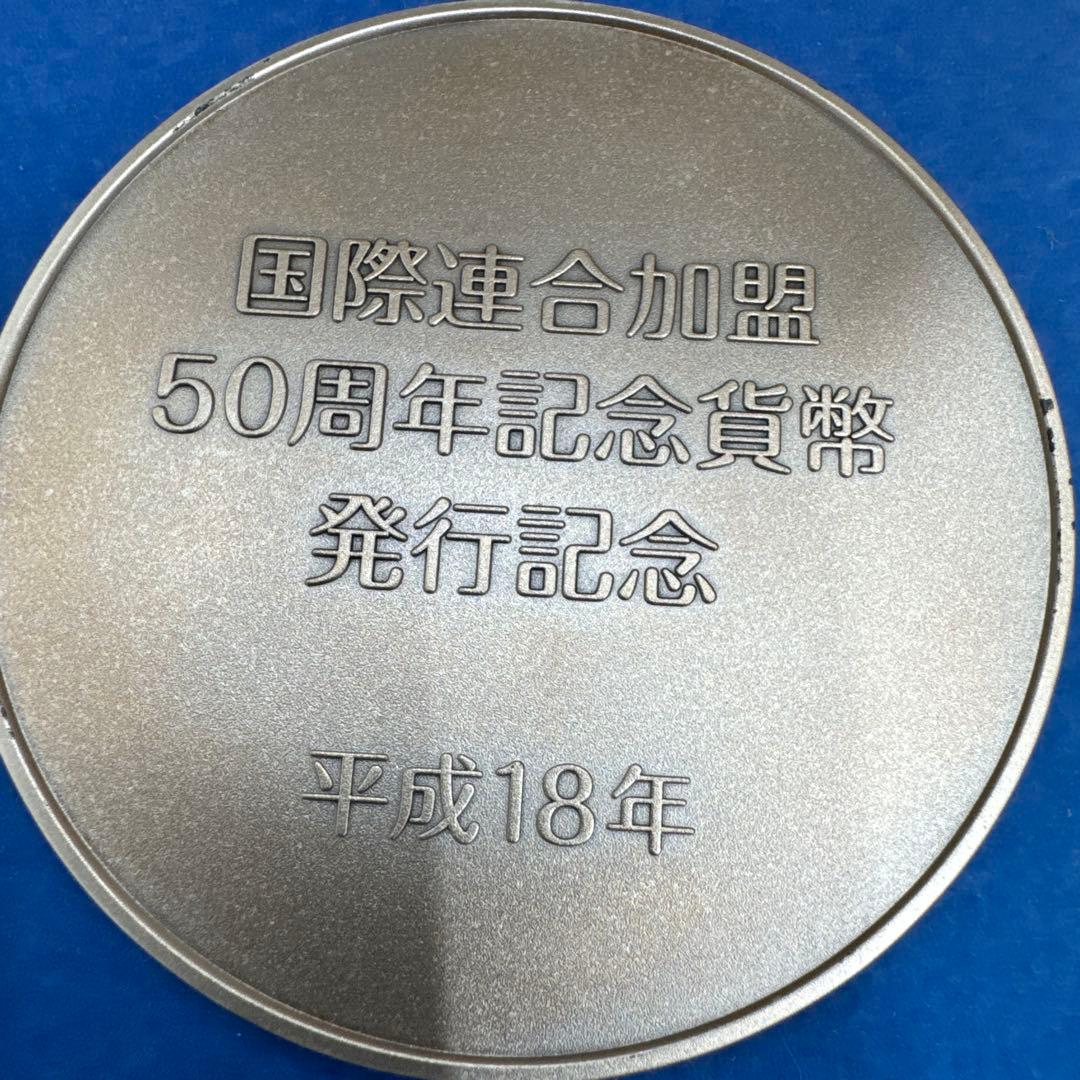 国際連合加盟
50周年記念貨幣
発行記念
平成18年